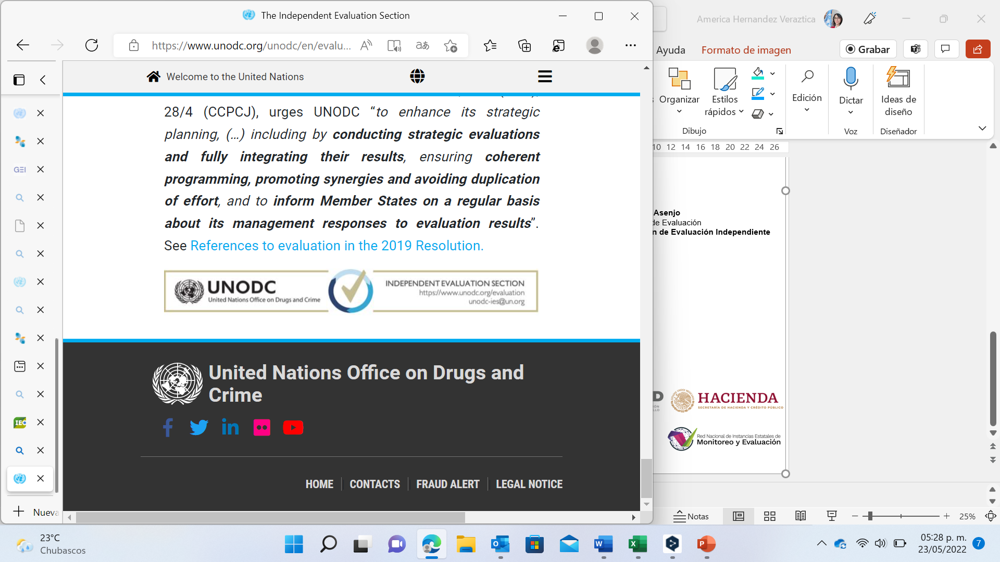 The Independent Evaluation Section
https://www.unodc.org/unodc/en/evalu...
Welcome to the United Nations
28/4 (CCPCJ), urges UNODC “to enhance its strategic
planning, (...) including by conducting strategic evaluations
and fully integrating their results, ensuring coherent
programming, promoting synergies and avoiding duplication
of effort, and to inform Member States on a regular basis
about its management responses to evaluation results”.
See References to evaluation in the 2019 Resolution.
UNODC
United Nations Office on Drugs and Crime
INDEPENDENT EVALUATION SECTION
https://www.unodc.org/evaluation
unodc-ies@un.org
United Nations Office on Drugs and
Crime
HOME
CONTACTS
FRAUD ALERT
LEGAL NOTICE
GEI
IEC
Nueva
America Hernandez Veraztica
Ayuda
Formato de imagen
Grabar
Organizar
Estilos
rápidos
Edición
Dictar
Ideas de
diseño
Dibujo
Voz
Diseñador
10 12 14 16 18 20 22 24 26
Asenjo
de Evaluación
n de Evaluación Independiente
HACIENDA
SECRETARÍA DE HACIENDA Y CRÉDITO PÚBLICO
Red Nacional de Instancias Estatales de
Monitoreo y Evaluación
Notas
25%
23°C
Chubascos
05:28 p. m.
23/05/2022
7